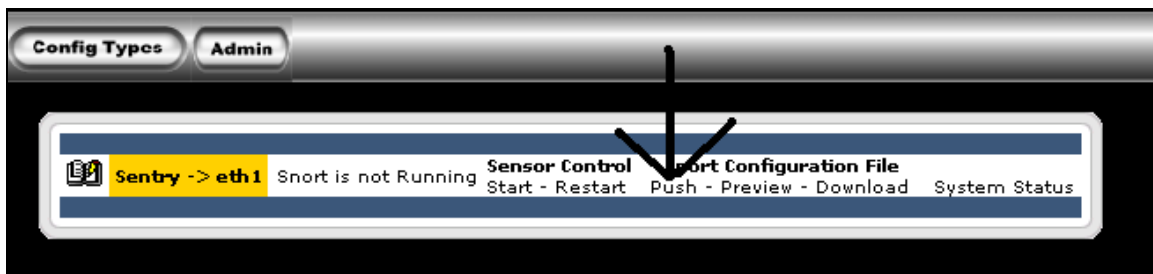 Config Types Admin
Sensor Control Snort Configuration File
Sentry -> eth1 Snort is not Running
Start - Restart Push - Preview - Download System Status